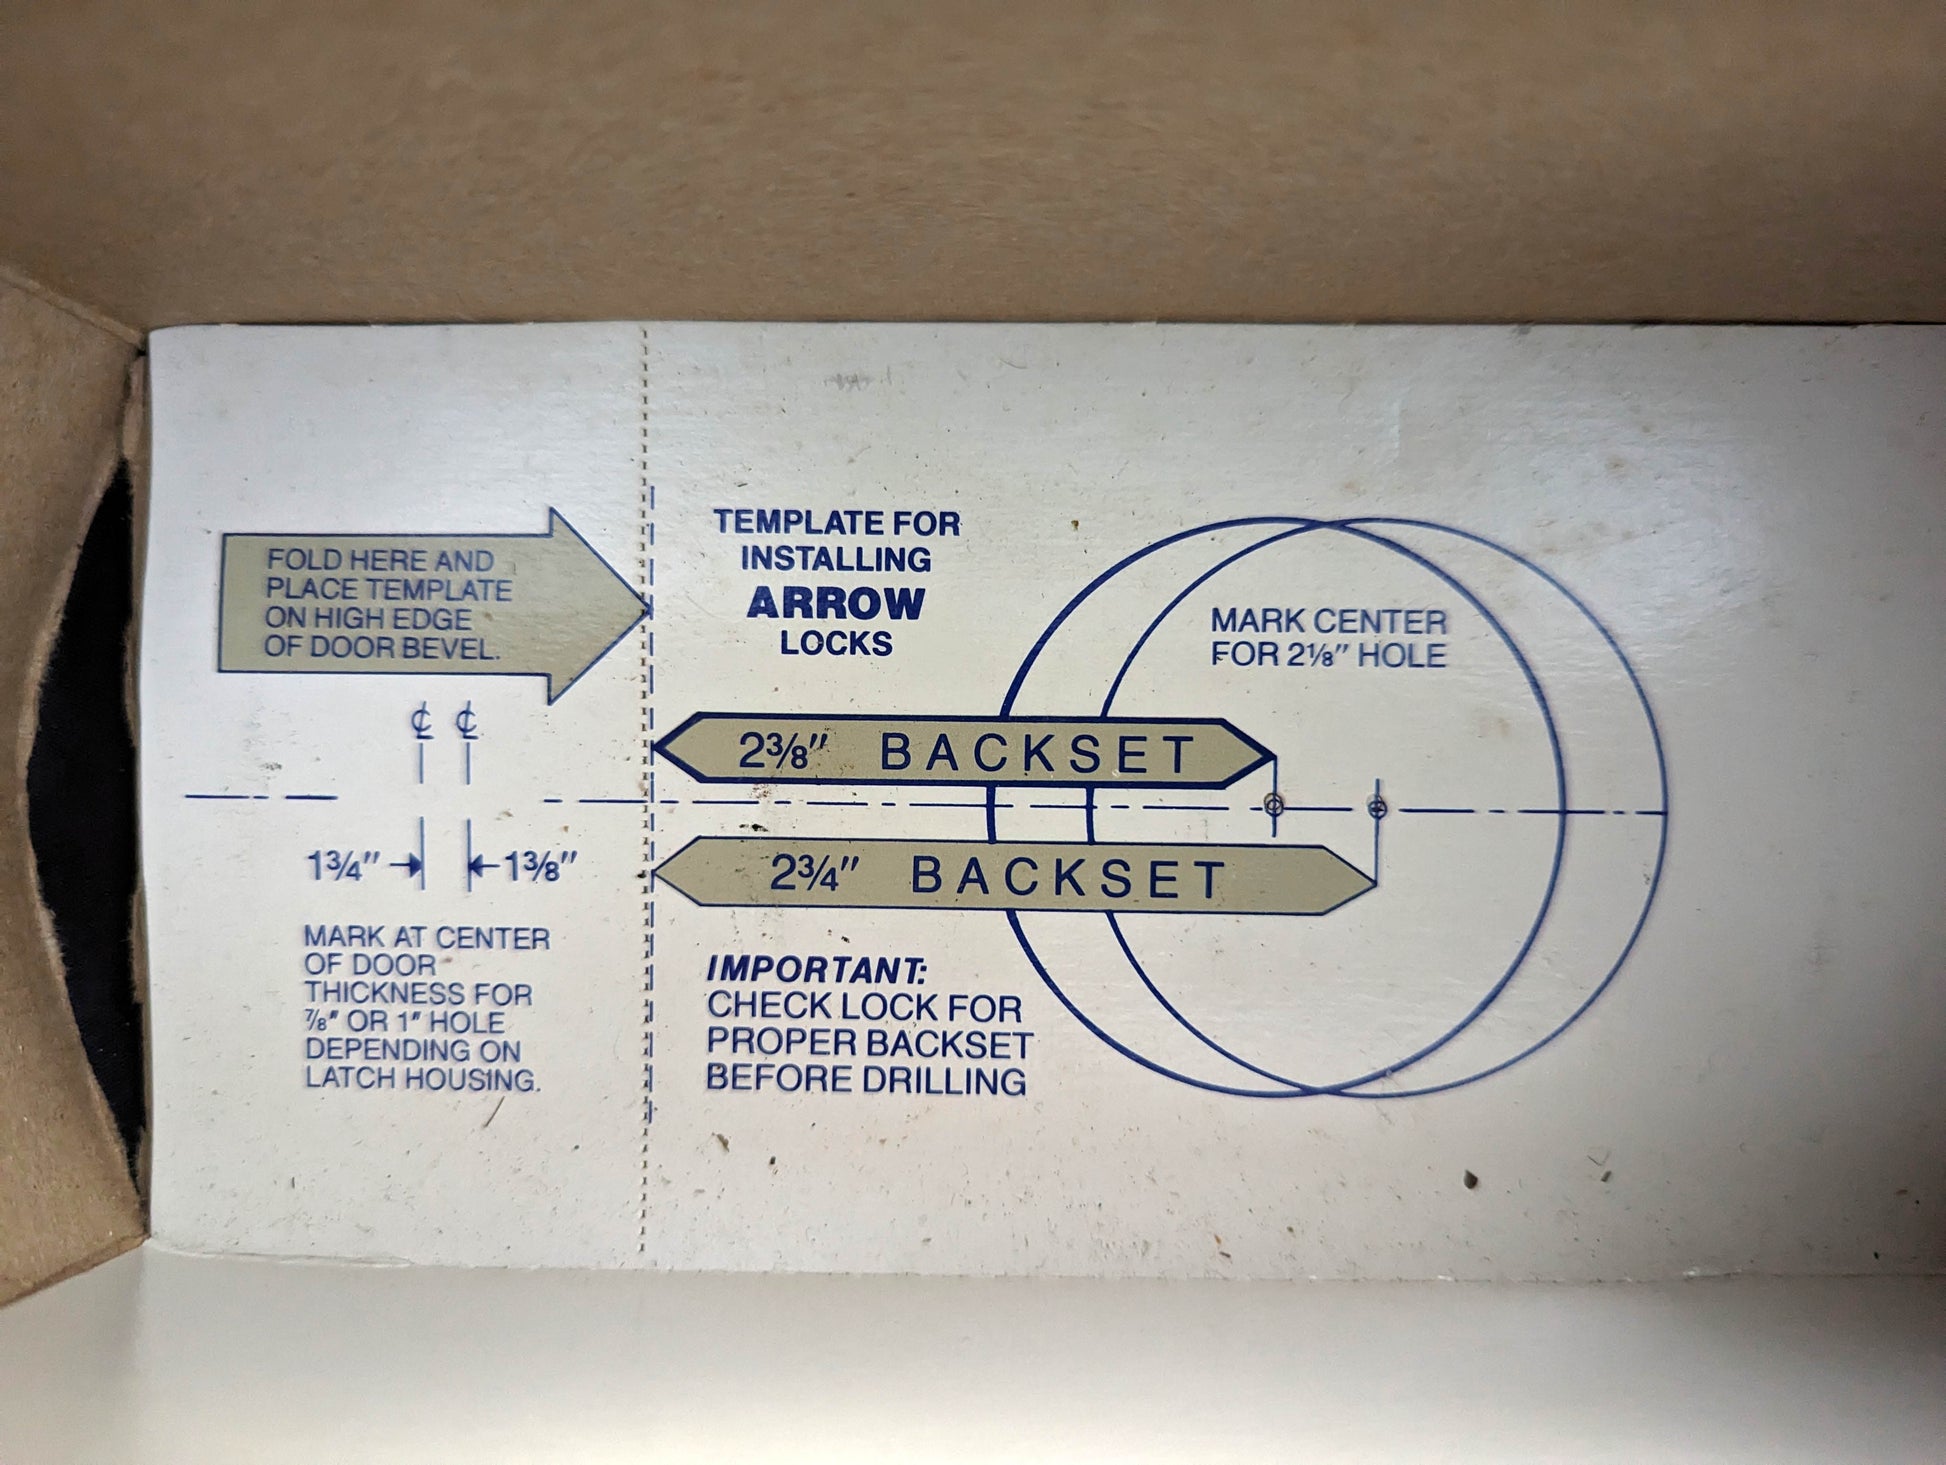 FOLD HERE AND
PLACE TEMPLATE
ON HIGH EDGE
OF DOOR BEVEL.
℄ ℄
1¾" 1⅜"
MARK AT CENTER
OF DOOR
THICKNESS FOR
⅞" OR 1" HOLE
DEPENDING ON
LATCH HOUSING.
TEMPLATE FOR
INSTALLING
ARROW
LOCKS
MARK CENTER
FOR 2⅛" HOLE
2⅜" BACKSET
2¾" BACKSET
IMPORTANT:
CHECK LOCK FOR
PROPER BACKSET
BEFORE DRILLING